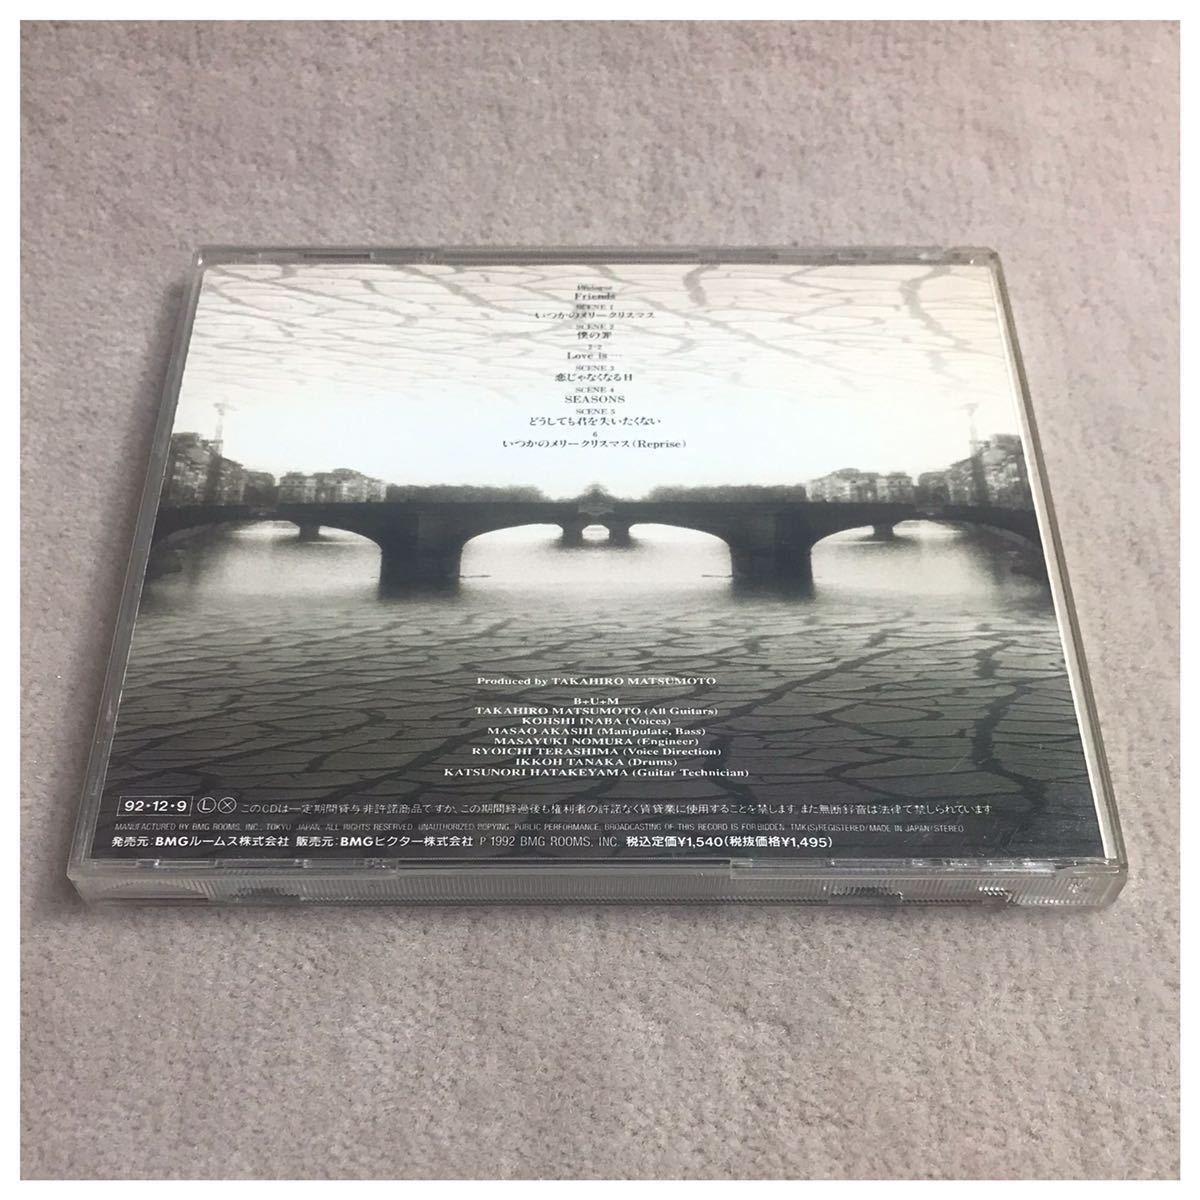 Prologue
Friends
SCENE 1
いつかのメリークリスマス
SCENE 2
僕の罪
2-2
Love is…
SCENE 3
恋じゃなくなる日
SCENE 4
SEASONS
SCENE 5
どうしても君を失いたくない
6
いつかのメリークリスマス(Reprise)
Produced by TAKAHIRO MATSUMOTO
B+U+M
TAKAHIRO MATSUMOTO (All Guitars)
KOHSHI INABA (Voices)
MASAO AKASHI (Manipulate, Bass)
MASAYUKI NOMURA (Engineer)
RYOICHI TERASHIMA (Voice Direction)
IKKOH TANAKA (Drums)
KATSUNORI HATAKEYAMA (Guitar Technician)
92・12・9 Ⓛ Ⓧ このCDは一定期間貸与非許諾商品ですが、この期間経過後も権利者の許諾なく賃貸業に使用することを禁じます。また無断録音は法律で禁じられています。
MANUFACTURED BY BMG ROOMS, INC., TOKYO, JAPAN. ALL RIGHTS RESERVED. UNAUTHORIZED COPYING, PUBLIC PERFORMANCE, BROADCASTING OF THIS RECORD IS FORBIDDEN. TMK(S)REGISTERED/MADE IN JAPAN/STEREO
発売元:BMGルームス株式会社 販売元:BMGビクター株式会社 P 1992 BMG ROOMS, INC. 税込定価¥1,540(税抜価格¥1,495)